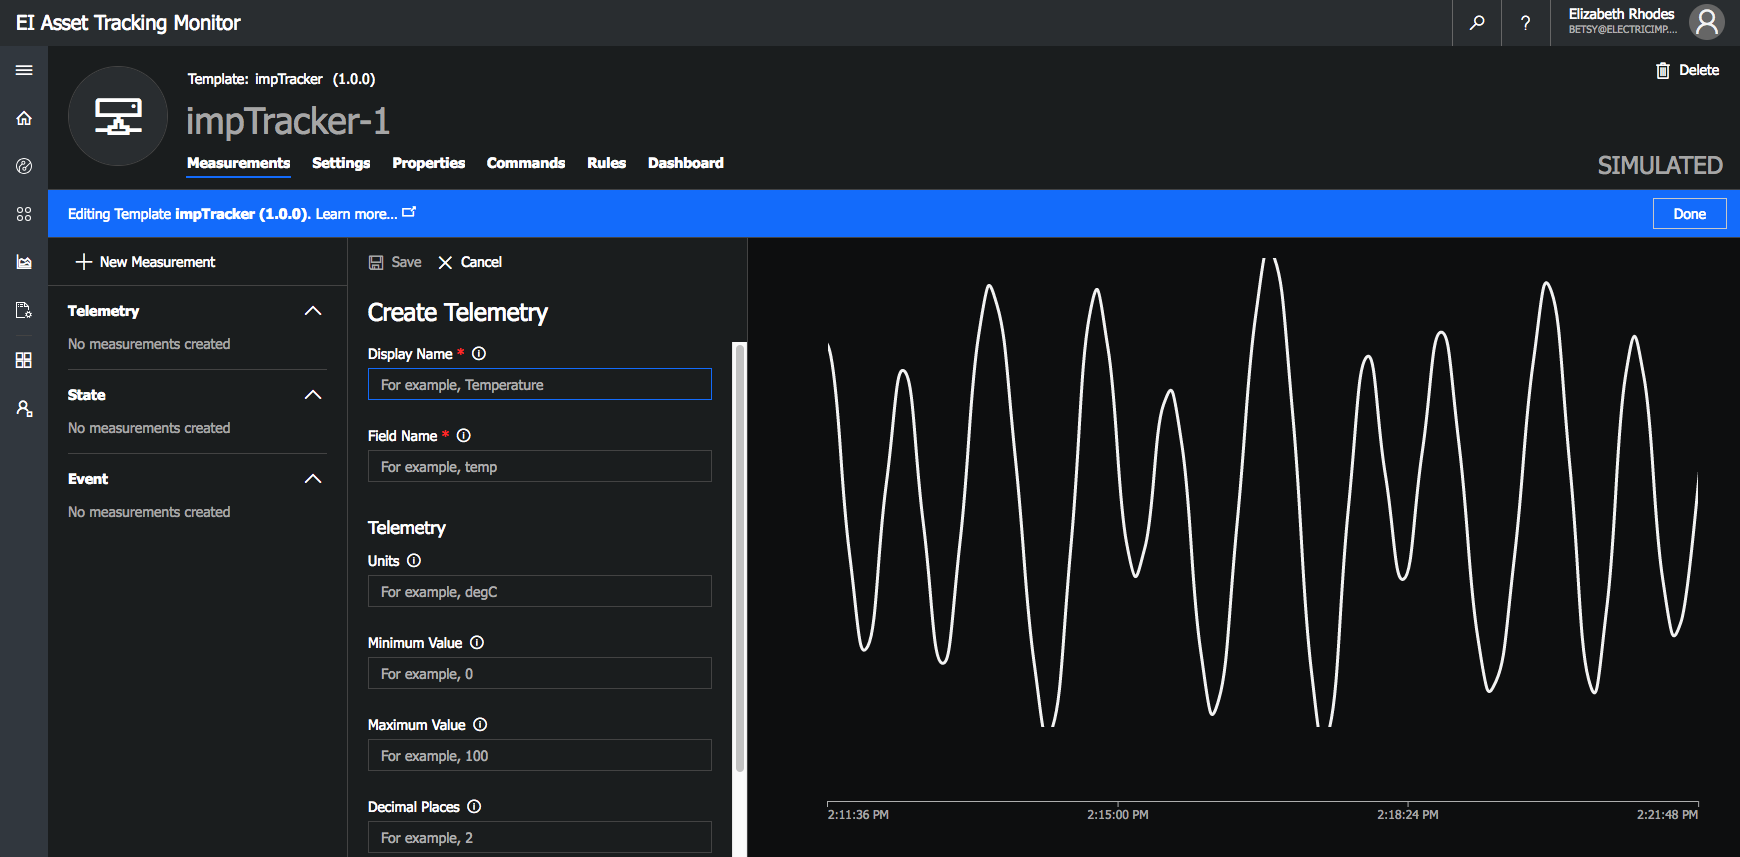 EI Asset Tracking Monitor
?
Elizabeth Rhodes
BETSY@ELECTRICIMP....
Template: impTracker (1.0.0)
Delete
impTracker-1
Measurements Settings Properties Commands Rules Dashboard
SIMULATED
Editing Template impTracker (1.0.0). Learn more...
Done
New Measurement
Telemetry
No measurements created
State
No measurements created
Event
No measurements created
Save Cancel
Create Telemetry
Display Name *
For example, Temperature
Field Name *
For example, temp
Telemetry
Units
For example, degC
Minimum Value
For example, 0
Maximum Value
For example, 100
Decimal Places
For example, 2
2:11:36 PM 2:15:00 PM 2:18:24 PM 2:21:48 PM